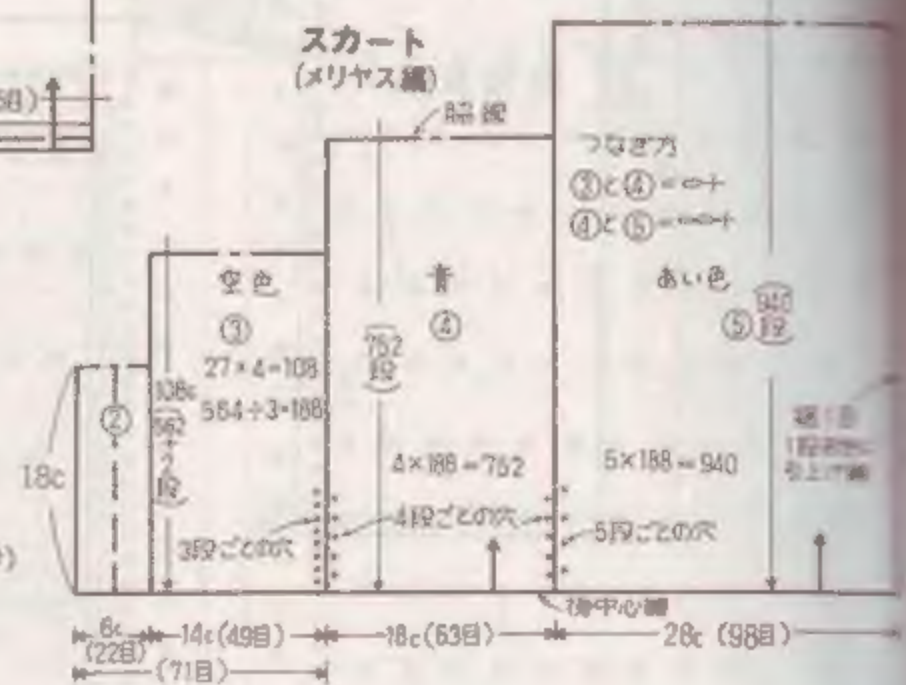 スカート
(メリヤス編)
脇線
つなぎ方
③と④=
④と⑤=
空色
③
27×4=108
564÷3=188
青
④
752
段
あい色
⑤
940
段
②
108c
562
+
2
段
18c
4×188=752
5×188=940
3段ごとの穴
4段ごとの穴
5段ごとの穴
後中心線
6c
(22目)
14c(49目)
18c(63目)
28c(98目)
(71目)